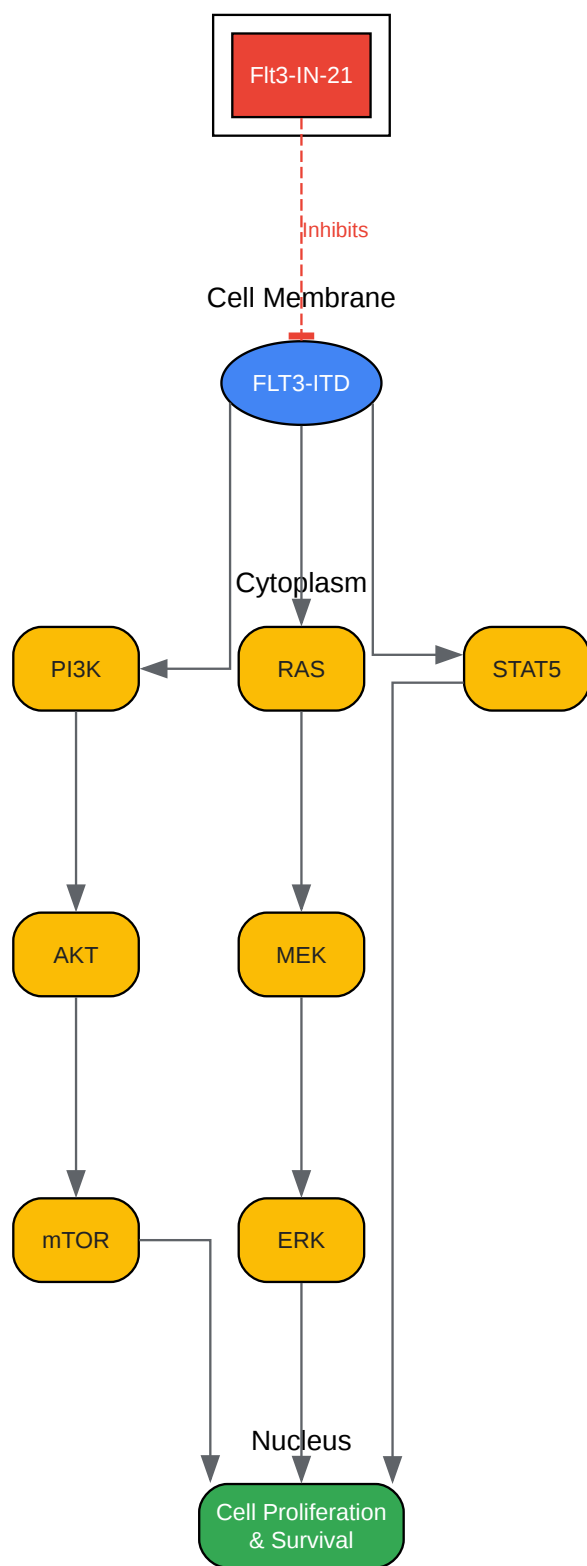 Flt3-IN-21
Inhibits
Cell Membrane
FLT3-ITD
Cytoplasm
PI3K
RAS
STAT5
AKT
MEK
mTOR
ERK
Nucleus
Cell Proliferation
& Survival